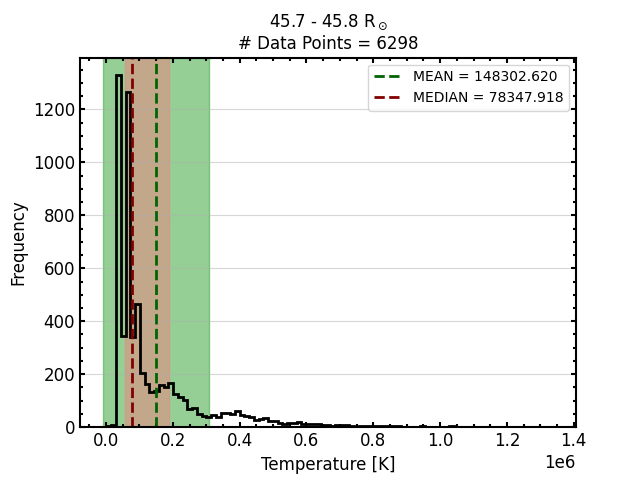 45.7 - 45.8 R⊙
# Data Points = 6298
MEAN = 148302.620
MEDIAN = 78347.918
Frequency
1200
1000
800
600
400
200
0
0.0 0.2 0.4 0.6 0.8 1.0 1.2 1.4
1e6
Temperature [K]